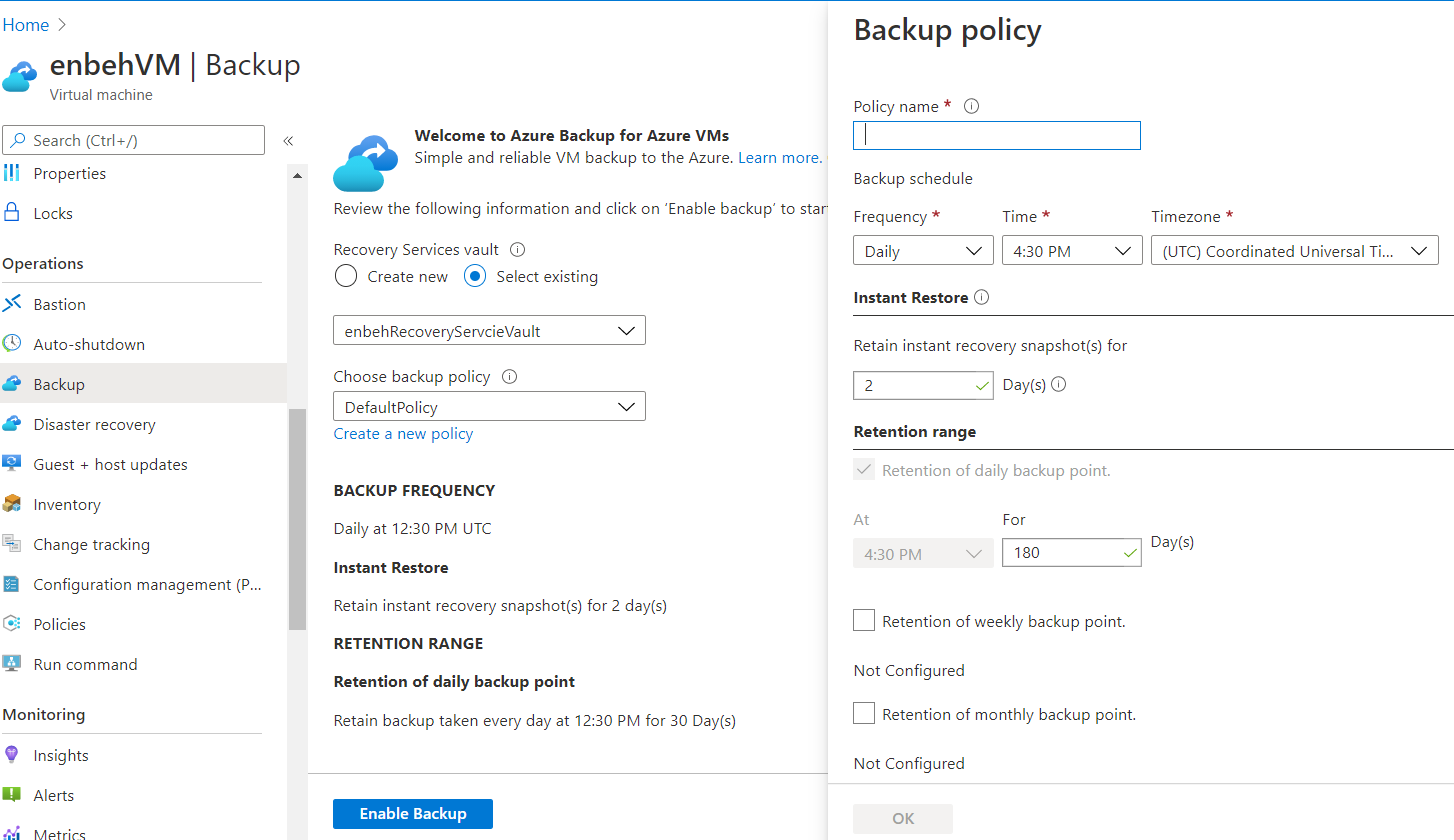 Home
enbehVM | Backup
Virtual machine
Search (Ctrl+/)
«
Properties
Locks
Operations
Bastion
Auto-shutdown
Backup
Disaster recovery
Guest + host updates
Inventory
Change tracking
Configuration management (P...
Policies
Run command
Monitoring
Insights
Alerts
Metrics
Welcome to Azure Backup for Azure VMs
Simple and reliable VM backup to the Azure. Learn more.
Review the following information and click on ‘Enable backup’ to star
Recovery Services vault
Create new Select existing
enbehRecoveryServcieVault
Choose backup policy
DefaultPolicy
Create a new policy
BACKUP FREQUENCY
Daily at 12:30 PM UTC
Instant Restore
Retain instant recovery snapshot(s) for 2 day(s)
RETENTION RANGE
Retention of daily backup point
Retain backup taken every day at 12:30 PM for 30 Day(s)
Enable Backup
Backup policy
Policy name *
Backup schedule
Frequency * Time * Timezone *
Daily 4:30 PM (UTC) Coordinated Universal Ti...
Instant Restore
Retain instant recovery snapshot(s) for
2 Day(s)
Retention range
Retention of daily backup point.
At For
4:30 PM 180 Day(s)
Retention of weekly backup point.
Not Configured
Retention of monthly backup point.
Not Configured
OK